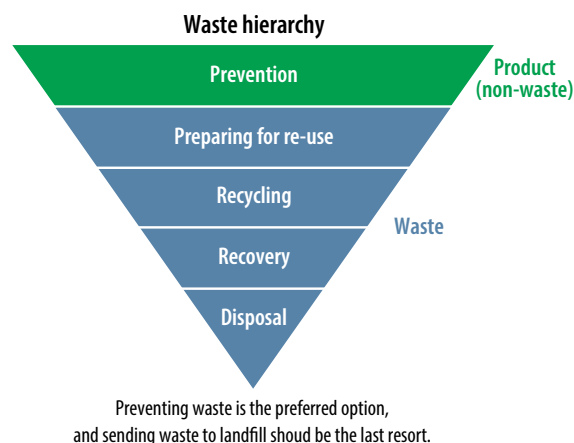 Waste hierarchy
Prevention
Product
(non-waste)
Preparing for re-use
Recycling
Waste
Recovery
Disposal
Preventing waste is the preferred option,
and sending waste to landfill shoud be the last resort.